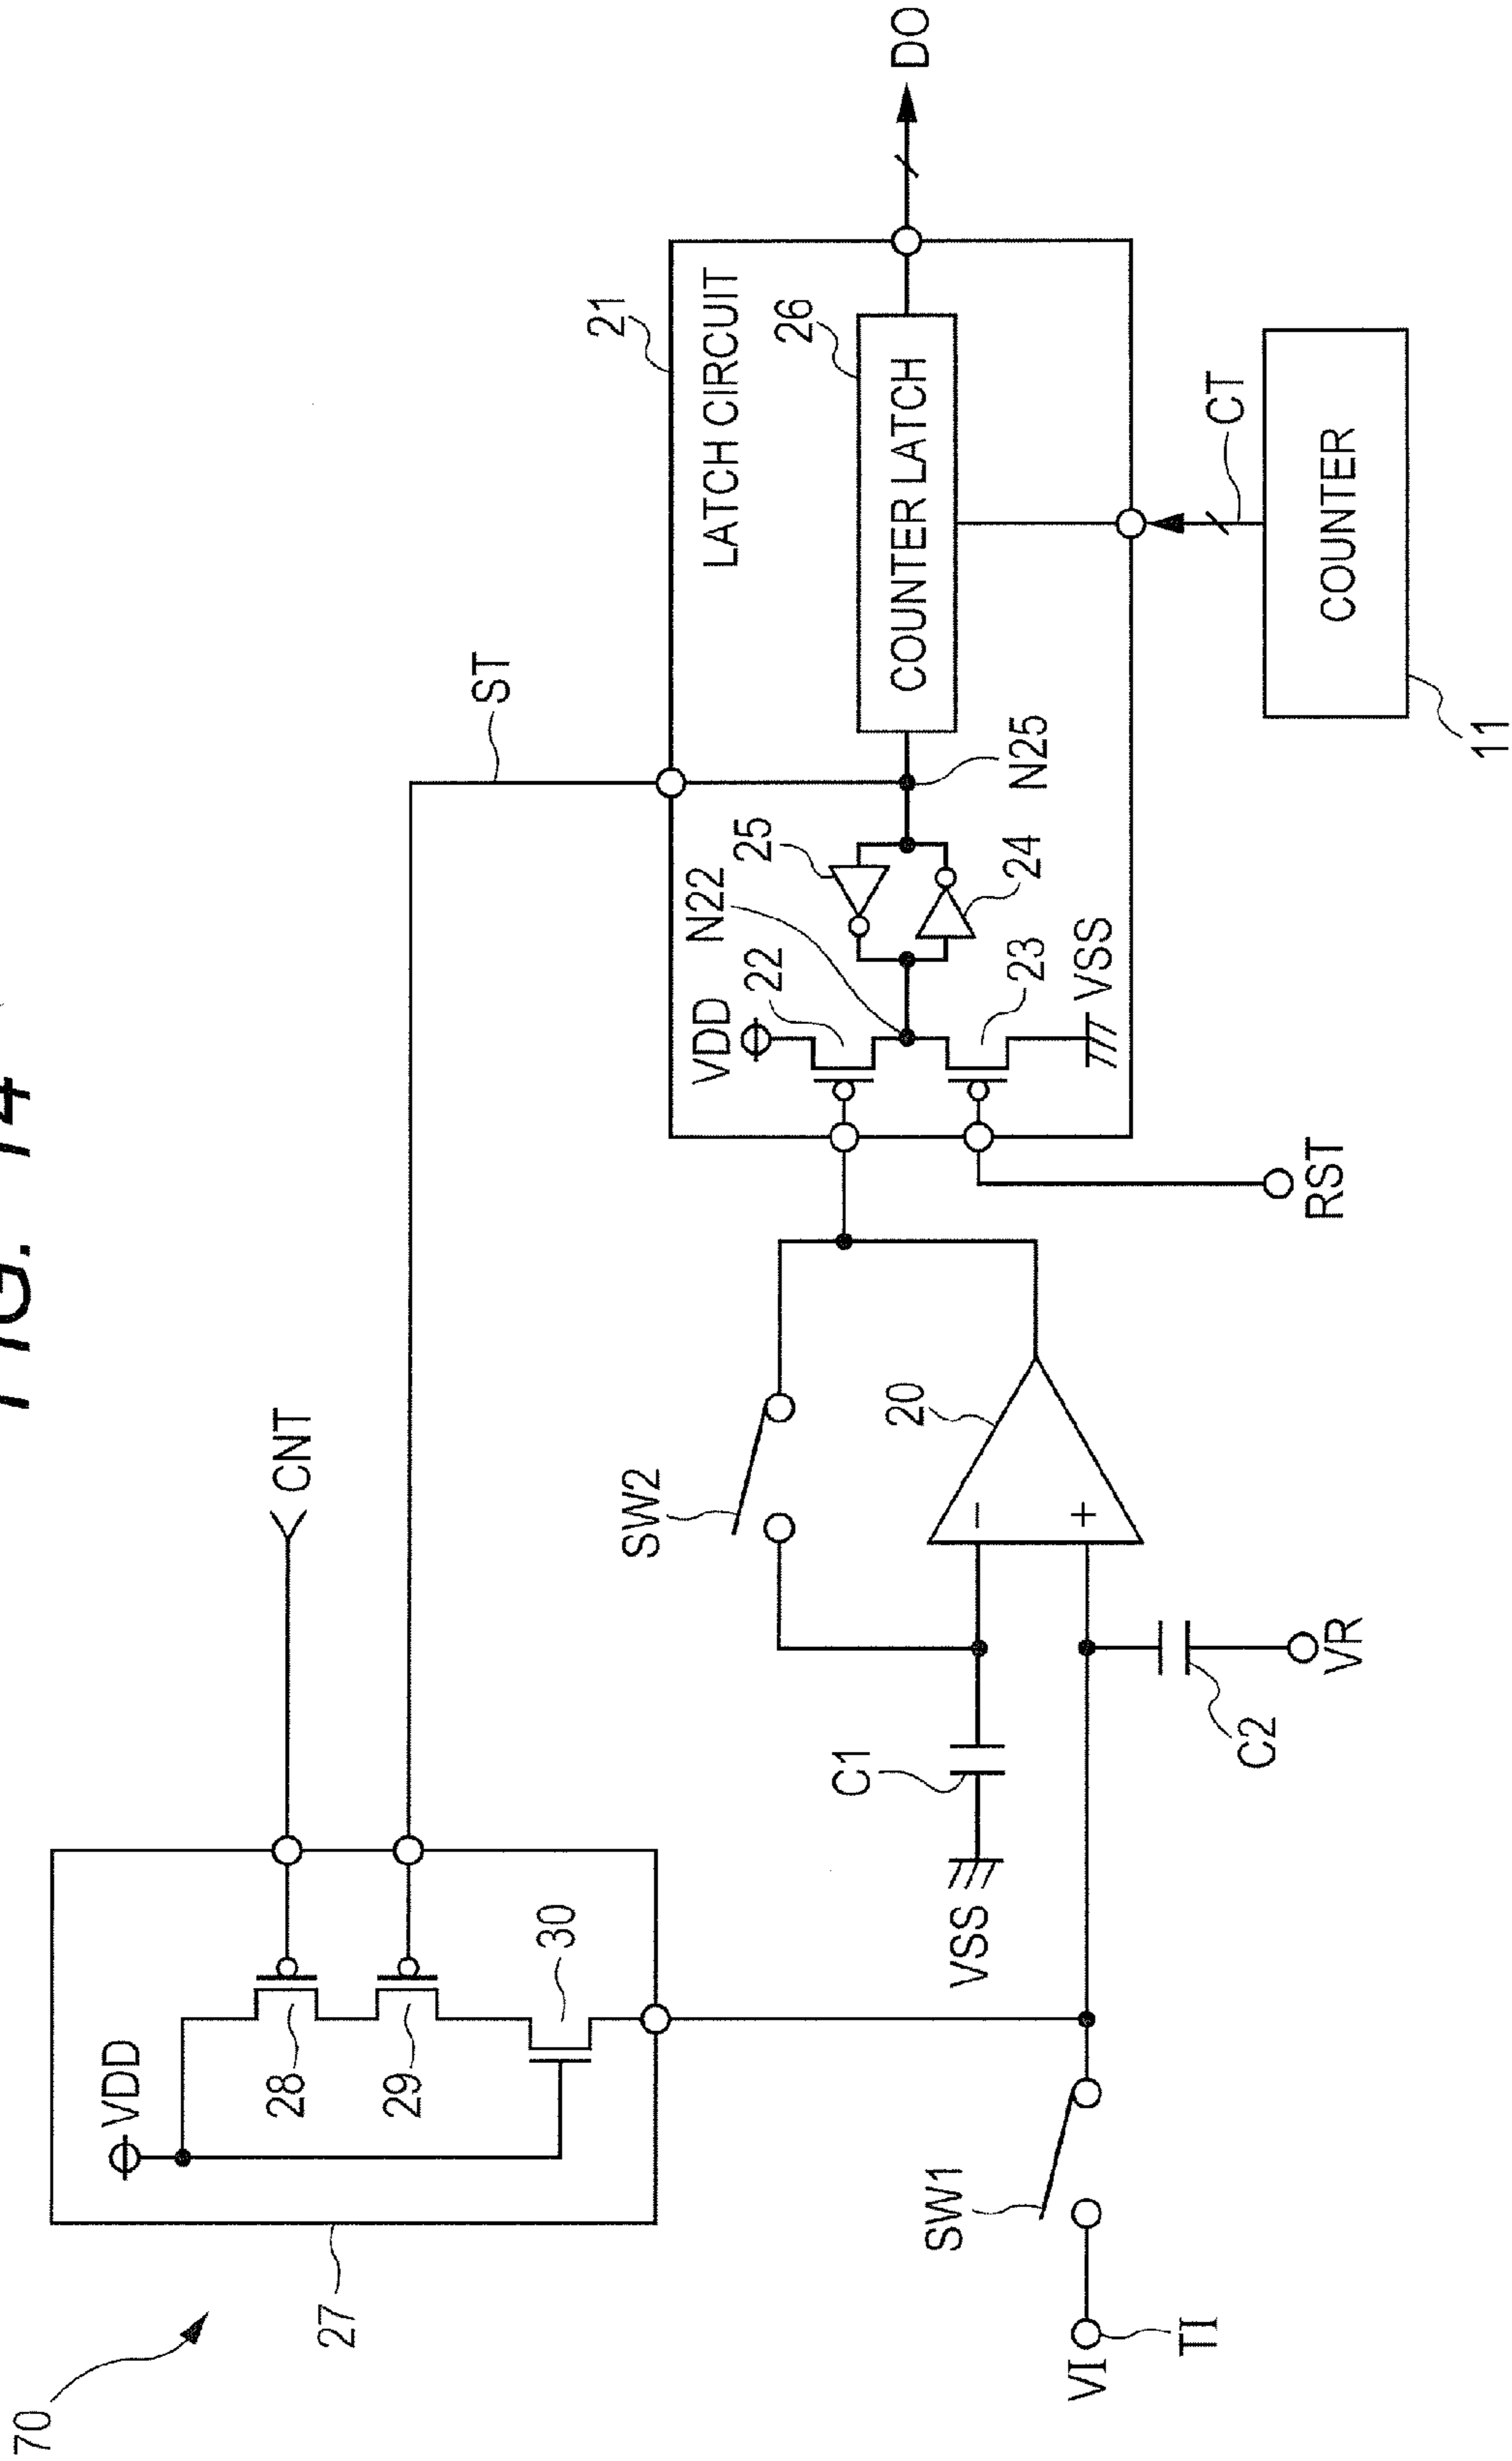 FIG. 14
70
27
VDD
28
29
30
CNT
ST
VI
TI
SW1
VSS
C1
C2
VR
SW2
20
-
+
RST
21
LATCH CIRCUIT
VDD
22
N22
23
VSS
25
24
N25
26
COUNTER LATCH
DO
CT
COUNTER
11